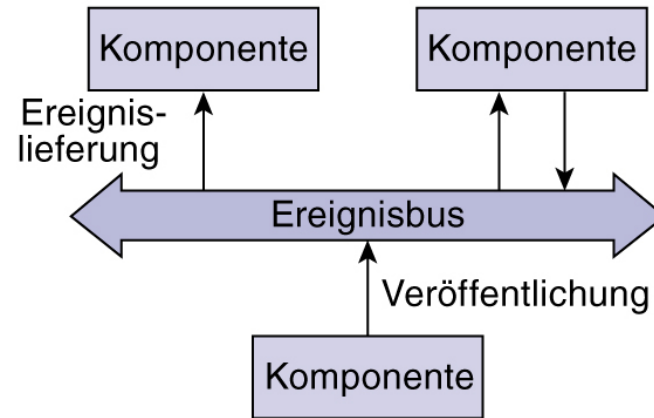 Komponente
Komponente
Ereignis-
lieferung
Ereignisbus
Veröffentlichung
Komponente